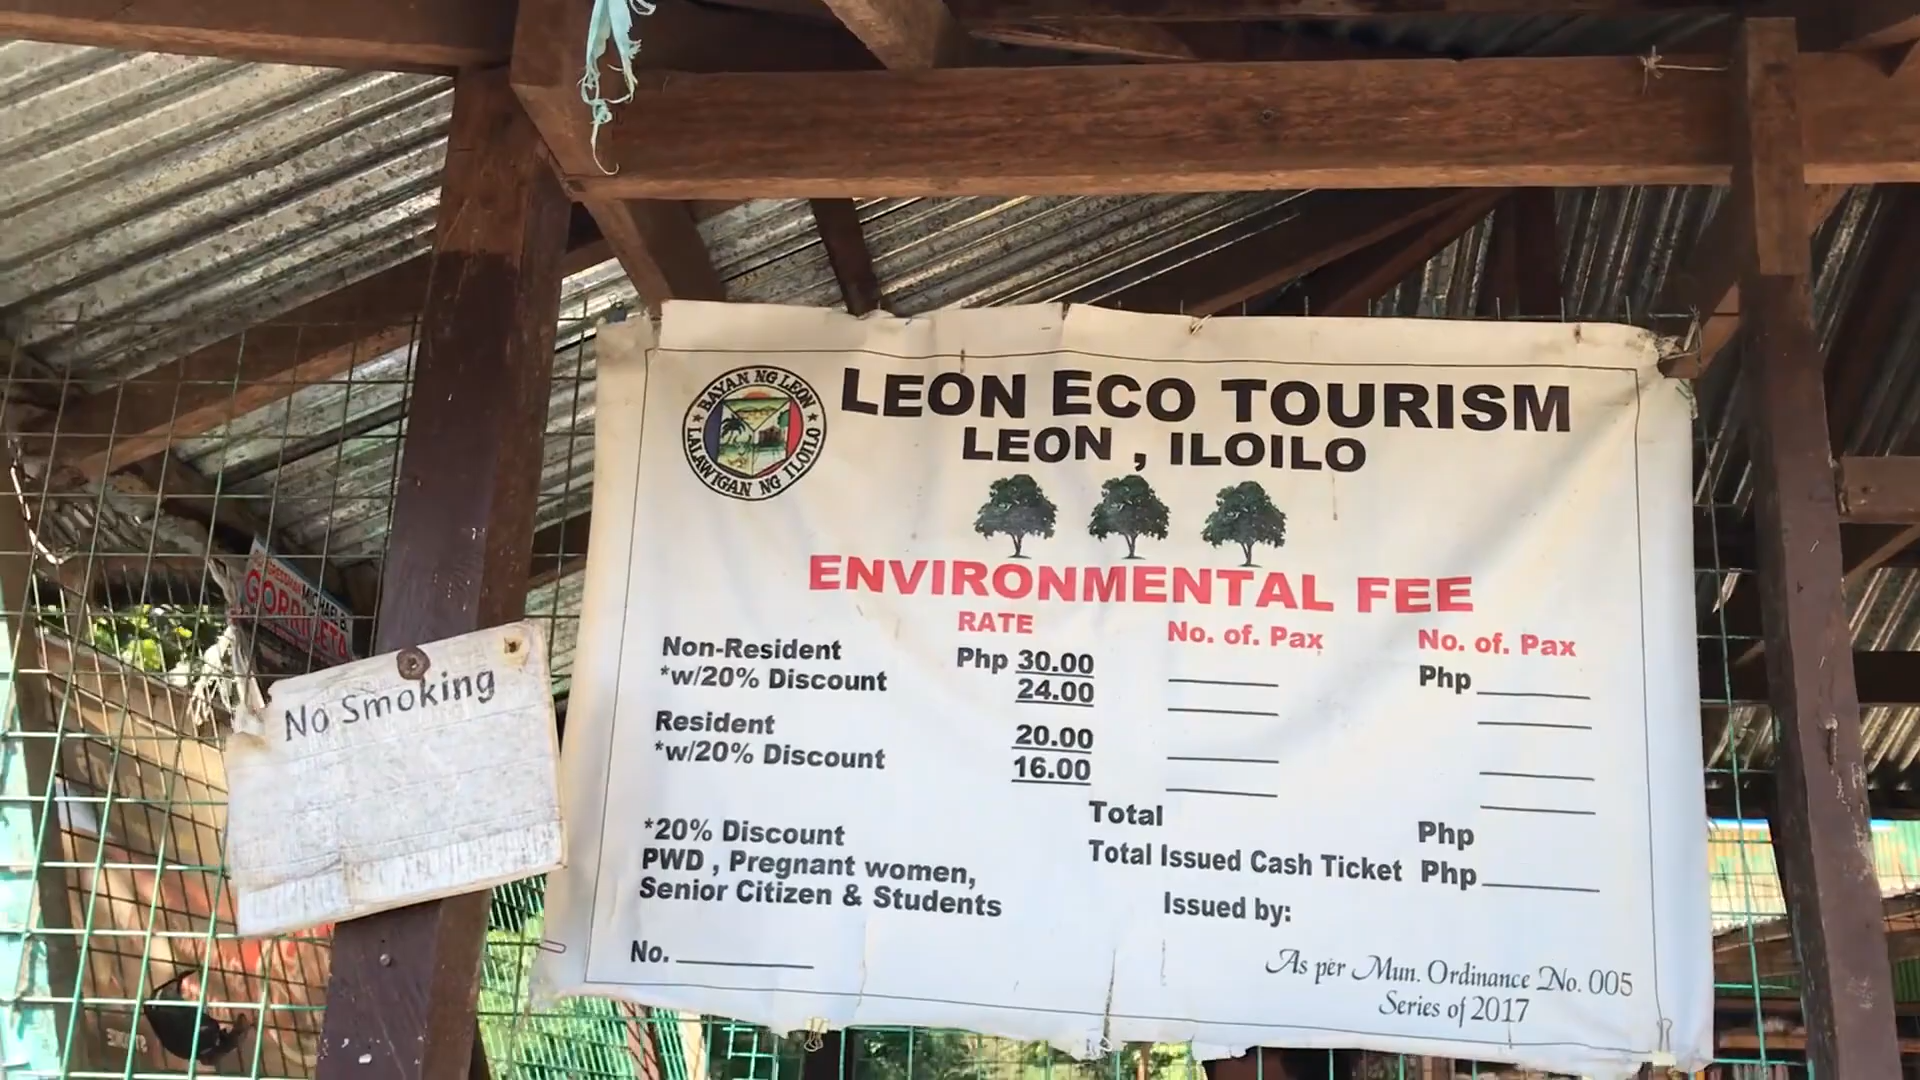 BAYAN NG LEON
LALAWIGAN NG ILOILO
LEON ECO TOURISM
LEON , ILOILO
ENVIRONMENTAL FEE
RATE No. of. Pax No. of. Pax
Non-Resident Php 30.00 Php
*w/20% Discount 24.00
Resident 20.00
*w/20% Discount 16.00
Total Php
Total Issued Cash Ticket Php
*20% Discount
PWD , Pregnant women,
Senior Citizen & Students
Issued by:
No.
As per Mun. Ordinance No. 005
Series of 2017
No Smoking
MICHAEL B.
GORRICETA